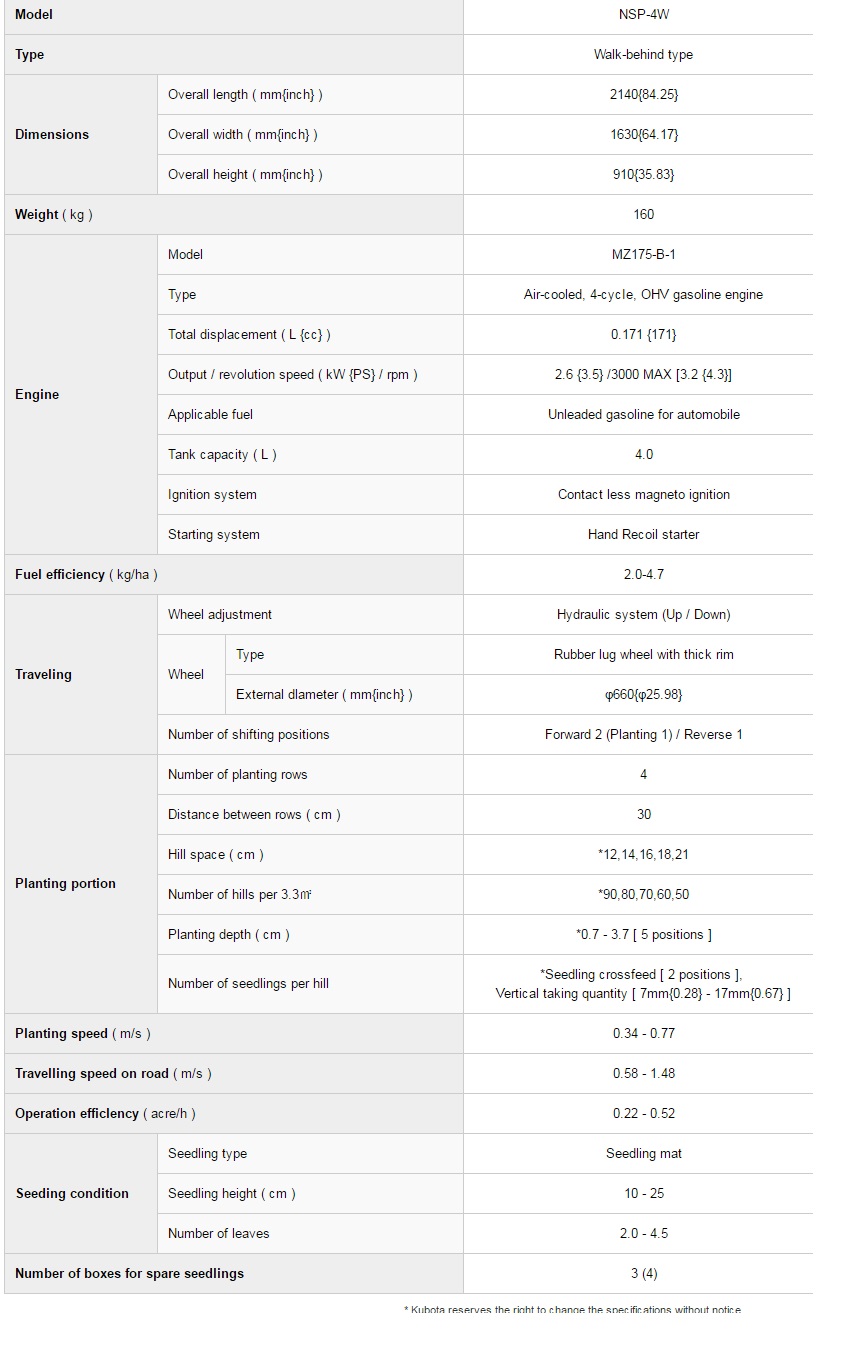 Model NSP-4W
Type Walk-behind type
Dimensions
Overall length ( mm{inch} ) 2140{84.25}
Overall width ( mm{inch} ) 1630{64.17}
Overall height ( mm{inch} ) 910{35.83}
Weight ( kg ) 160
Engine
Model MZ175-B-1
Type Air-cooled, 4-cycle, OHV gasoline engine
Total displacement ( L {cc} ) 0.171 {171}
Output / revolution speed ( kW {PS} / rpm ) 2.6 {3.5} /3000 MAX [3.2 {4.3}]
Applicable fuel Unleaded gasoline for automobile
Tank capacity ( L ) 4.0
Ignition system Contact less magneto ignition
Starting system Hand Recoil starter
Fuel efficiency ( kg/ha ) 2.0-4.7
Traveling
Wheel adjustment Hydraulic system (Up / Down)
Wheel
Type Rubber lug wheel with thick rim
External dlameter ( mm{inch} ) φ660{φ25.98}
Number of shifting positions Forward 2 (Planting 1) / Reverse 1
Planting portion
Number of planting rows 4
Distance between rows ( cm ) 30
Hill space ( cm ) *12,14,16,18,21
Number of hills per 3.3㎡ *90,80,70,60,50
Planting depth ( cm ) *0.7 - 3.7 [ 5 positions ]
Number of seedlings per hill *Seedling crossfeed [ 2 positions ],
Vertical taking quantity [ 7mm{0.28} - 17mm{0.67} ]
Planting speed ( m/s ) 0.34 - 0.77
Travelling speed on road ( m/s ) 0.58 - 1.48
Operation efficlency ( acre/h ) 0.22 - 0.52
Seeding condition
Seedling type Seedling mat
Seedling height ( cm ) 10 - 25
Number of leaves 2.0 - 4.5
Number of boxes for spare seedlings 3 (4)
* Kubota reserves the right to change the specifications without notice